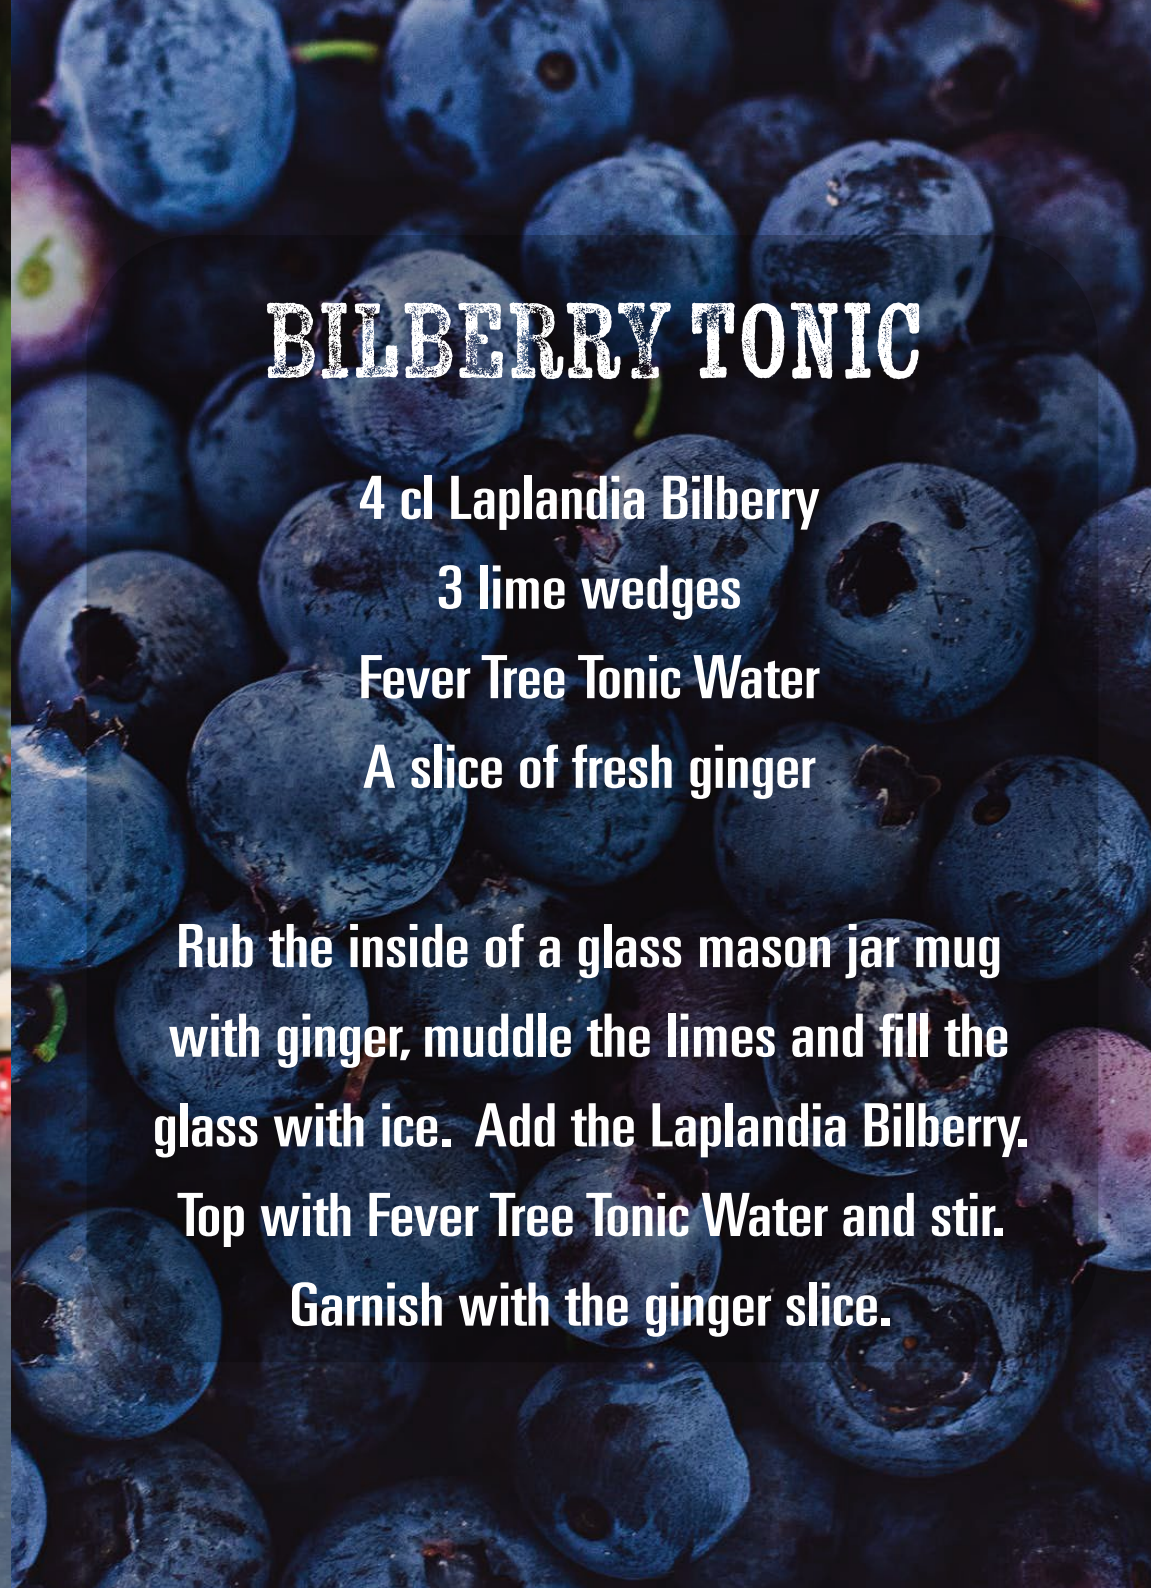 BILBERRY TONIC
4 cl Laplandia Bilberry
3 lime wedges
Fever Tree Tonic Water
A slice of fresh ginger
Rub the inside of a glass mason jar mug
with ginger, muddle the limes and fill the
glass with ice.  Add the Laplandia Bilberry.
Top with Fever Tree Tonic Water and stir.
Garnish with the ginger slice.